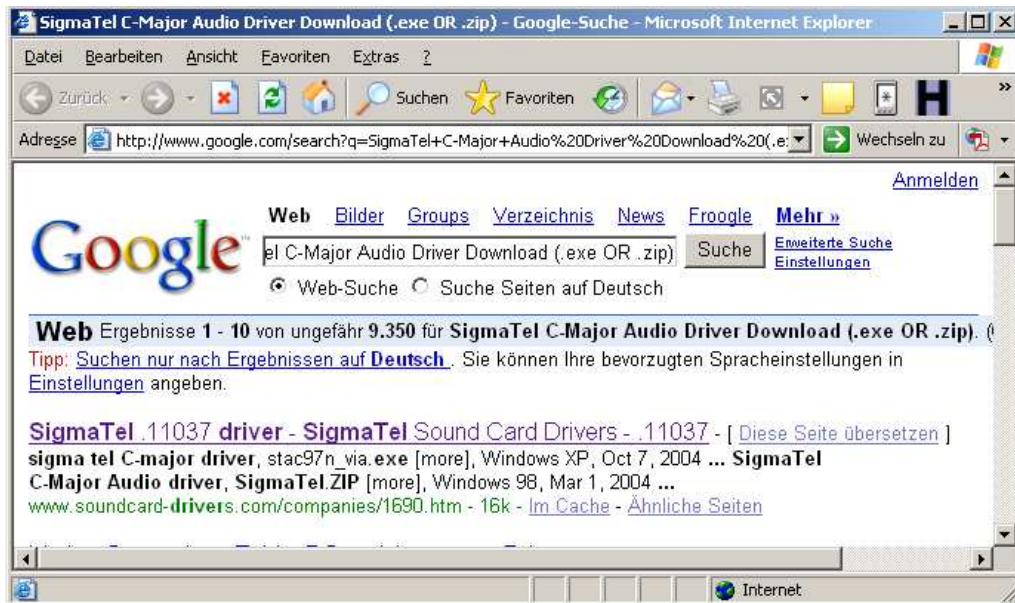 SigmaTel C-Major Audio Driver Download (.exe OR .zip) - Google-Suche - Microsoft Internet Explorer
Datei Bearbeiten Ansicht Favoriten Extras ?
Zurück Suchen Favoriten »
Adresse http://www.google.com/search?q=SigmaTel+C-Major+Audio%20Driver%20Download%20(.e Wechseln zu
Anmelden
Google™
Web Bilder Groups Verzeichnis News Froogle Mehr »
el C-Major Audio Driver Download (.exe OR .zip) Suche Erweiterte Suche
Einstellungen
Web-Suche Suche Seiten auf Deutsch
Web Ergebnisse 1 - 10 von ungefähr 9.350 für SigmaTel C-Major Audio Driver Download (.exe OR .zip). (
Tipp: Suchen nur nach Ergebnissen auf Deutsch . Sie können Ihre bevorzugten Spracheinstellungen in
Einstellungen angeben.
SigmaTel .11037 driver - SigmaTel Sound Card Drivers - .11037 - [ Diese Seite übersetzen ]
sigma tel C-major driver, stac97n_via.exe [more], Windows XP, Oct 7, 2004 ... SigmaTel
C-Major Audio driver, SigmaTel.ZIP [more], Windows 98, Mar 1, 2004 ...
www.soundcard-drivers.com/companies/1690.htm - 16k - Im Cache - Ähnliche Seiten
Internet